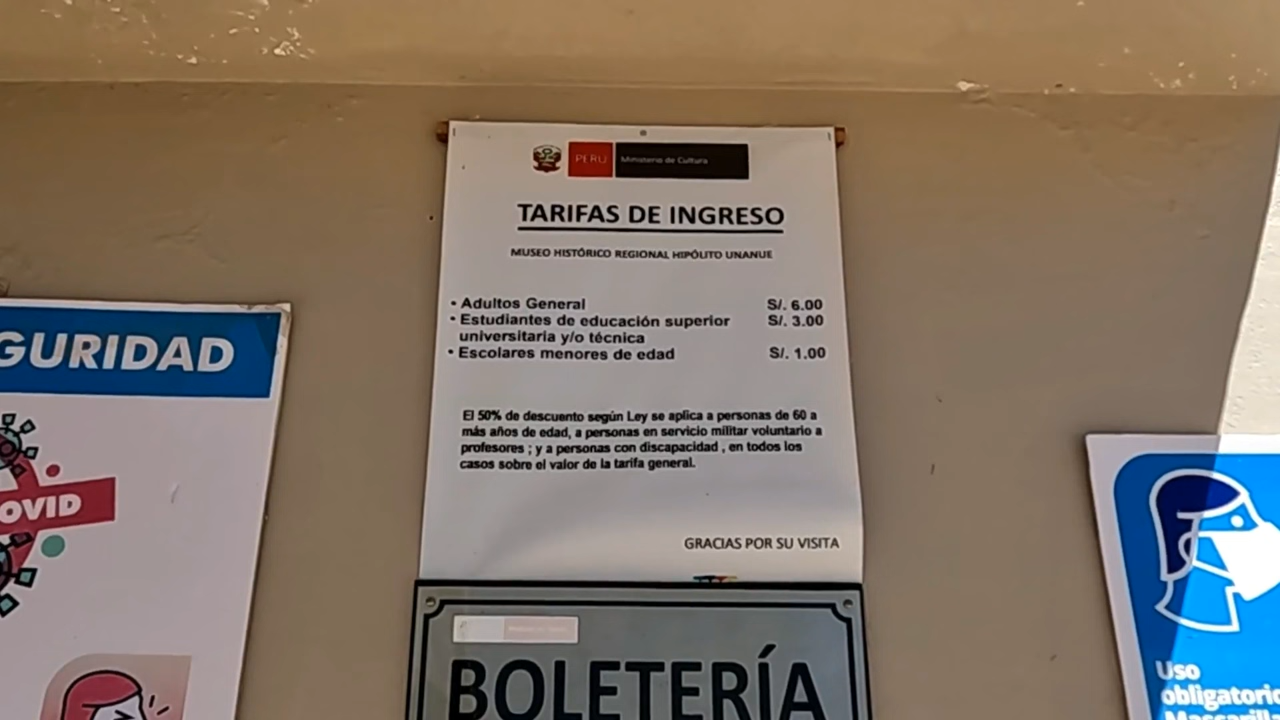 PERÚ Ministerio de Cultura
TARIFAS DE INGRESO
MUSEO HISTÓRICO REGIONAL HIPÓLITO UNANUE
• Adultos General S/. 6.00
• Estudiantes de educación superior S/. 3.00
universitaria y/o técnica
• Escolares menores de edad S/. 1.00
El 50% de descuento según Ley se aplica a personas de 60 a
más años de edad, a personas en servicio militar voluntario a
profesores ; y a personas con discapacidad , en todos los
casos sobre el valor de la tarifa general.
GRACIAS POR SU VISITA
BOLETERÍA
GURIDAD
OVID
Uso
obligatorio